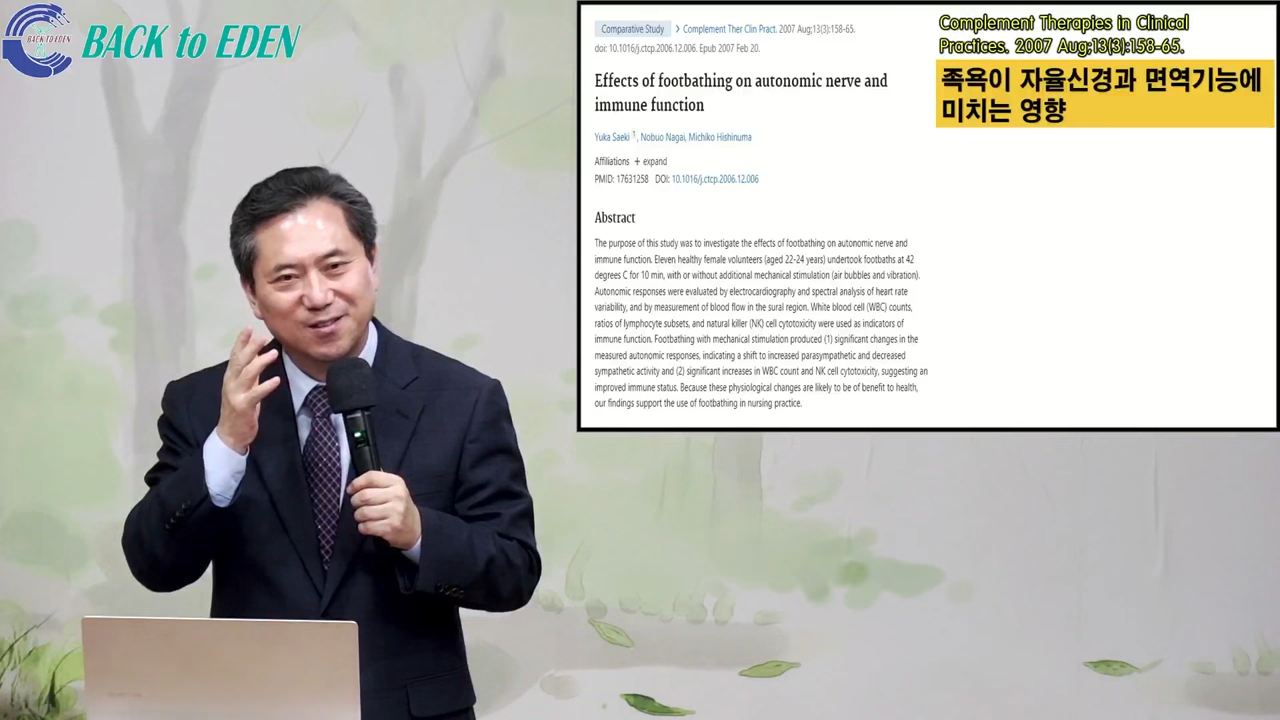 BACK TO EDEN
BACK to EDEN
Comparative Study > Complement Ther Clin Pract. 2007 Aug;13(3):158-65.
doi: 10.1016/j.ctcp.2006.12.006. Epub 2007 Feb 20.
Effects of footbathing on autonomic nerve and
immune function
Yuka Saeki 1, Nobuo Nagai, Michiko Hishinuma
Affiliations + expand
PMID: 17631258 DOI: 10.1016/j.ctcp.2006.12.006
Abstract
The purpose of this study was to investigate the effects of footbathing on autonomic nerve and
immune function. Eleven healthy female volunteers (aged 22-24 years) undertook footbaths at 42
degrees C for 10 min, with or without additional mechanical stimulation (air bubbles and vibration).
Autonomic responses were evaluated by electrocardiography and spectral analysis of heart rate
variability, and by measurement of blood flow in the sural region. White blood cell (WBC) counts,
ratios of lymphocyte subsets, and natural killer (NK) cell cytotoxicity were used as indicators of
immune function. Footbathing with mechanical stimulation produced (1) significant changes in the
measured autonomic responses, indicating a shift to increased parasympathetic and decreased
sympathetic activity and (2) significant increases in WBC count and NK cell cytotoxicity, suggesting an
improved immune status. Because these physiological changes are likely to be of benefit to health,
our findings support the use of footbathing in nursing practice.
Complement Therapies in Clinical
Practices. 2007 Aug;13(3):158-65.
족욕이 자율신경과 면역기능에
미치는 영향